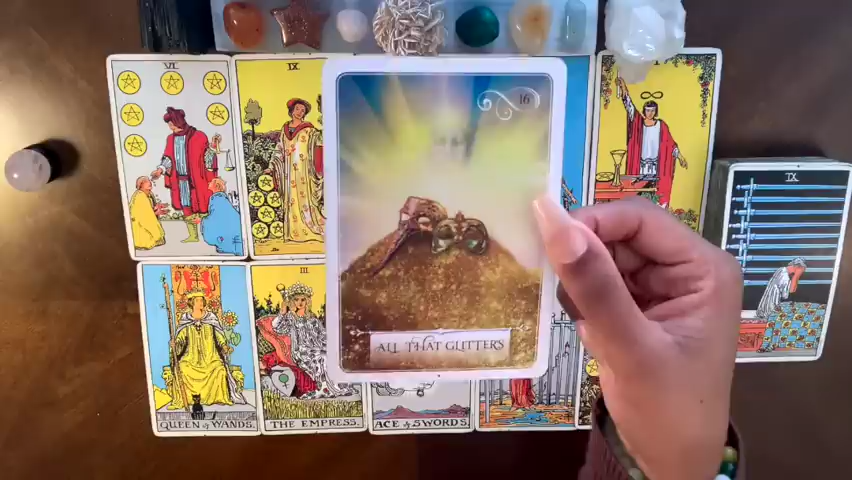 VI
IX
16
IX
ALL THAT GLITTERS
III
QUEEN of WANDS.
THE EMPRESS.
ACE of SWORDS.